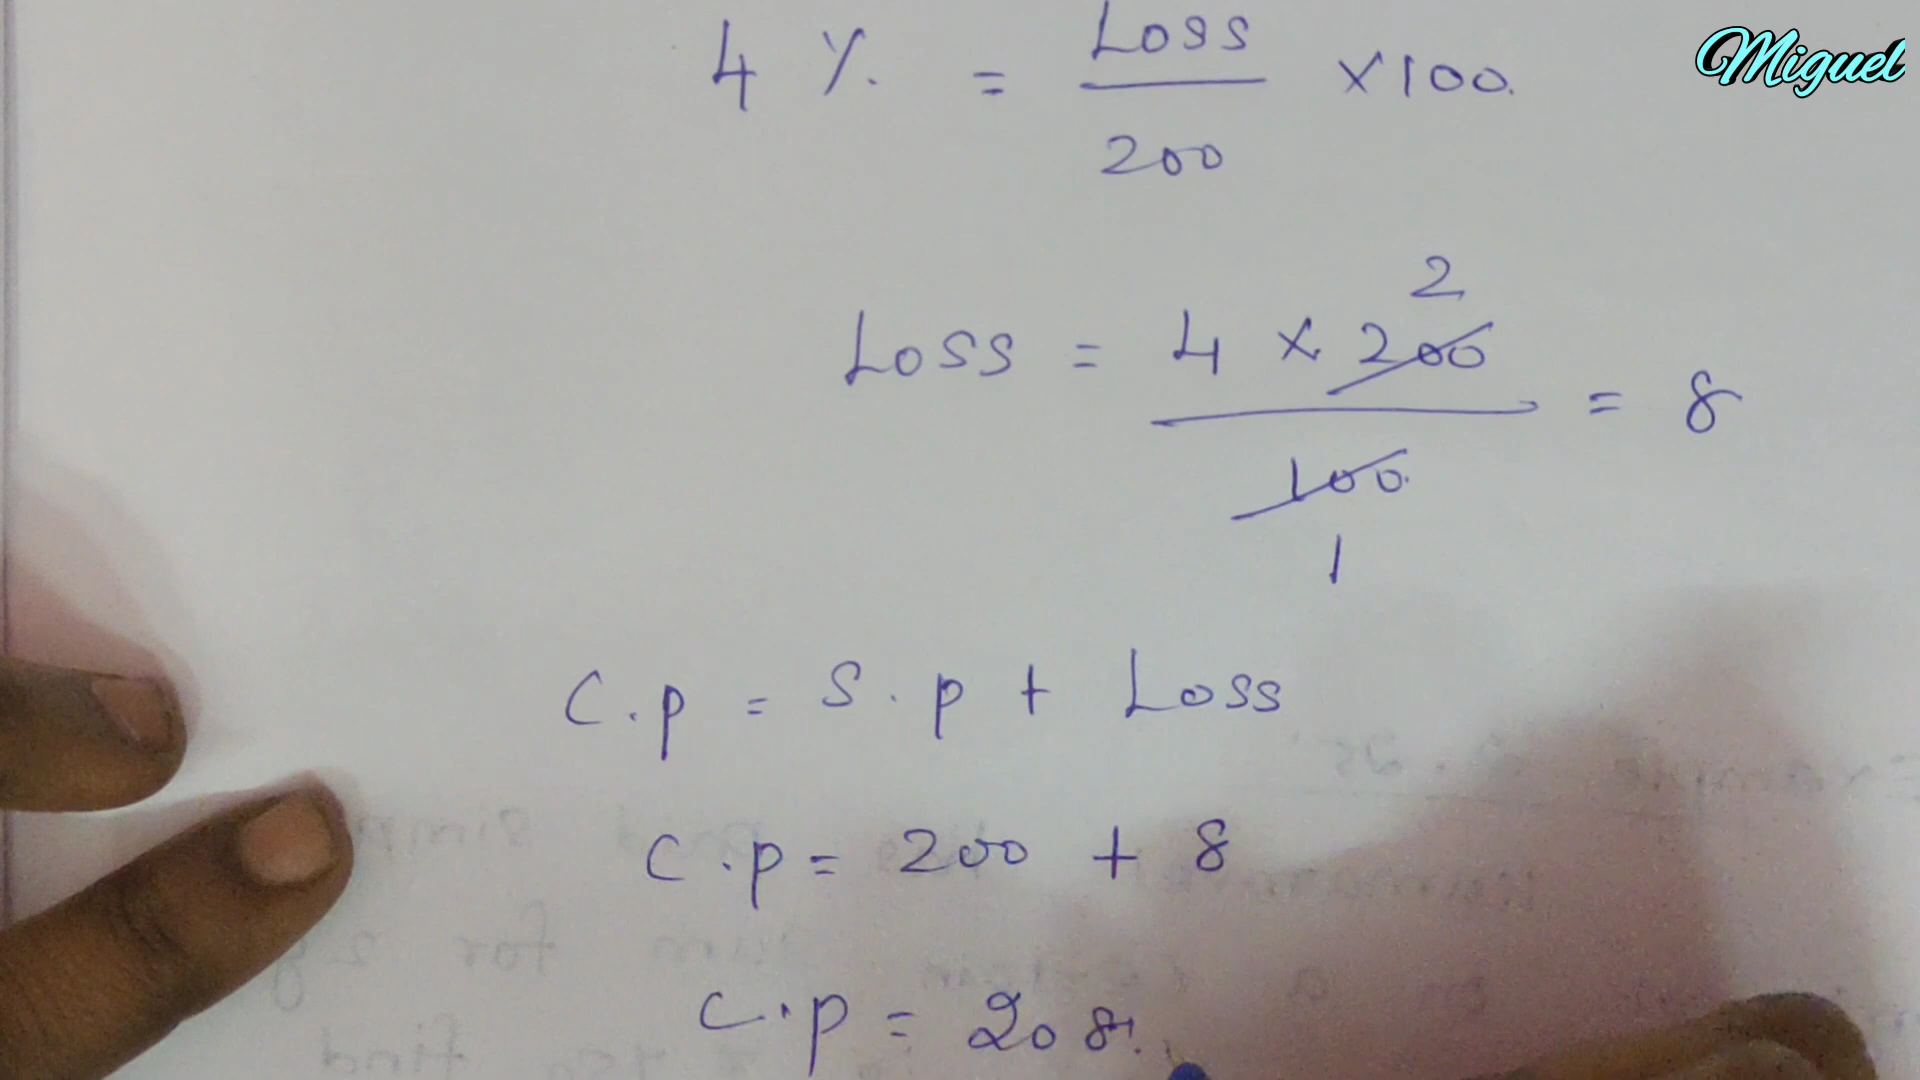 4 % = Loss / 200 × 100.
Miguel
Loss = 4 × 200 / 100 = 8
2
1
C.p = S.p + Loss
C.p = 200 + 8
C.p = 208.